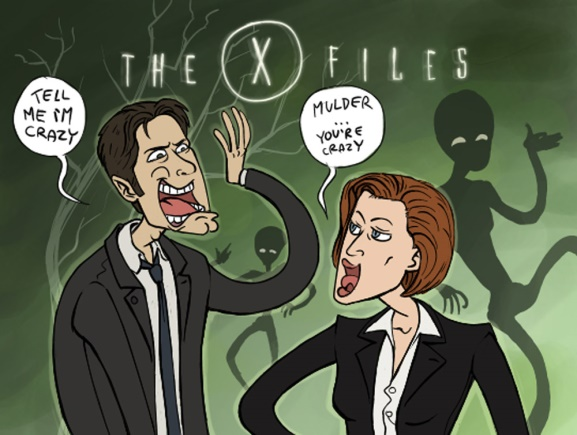 THE X FILES
TELL
ME I'M
CRAZY
MULDER
...
YOU'RE
CRAZY